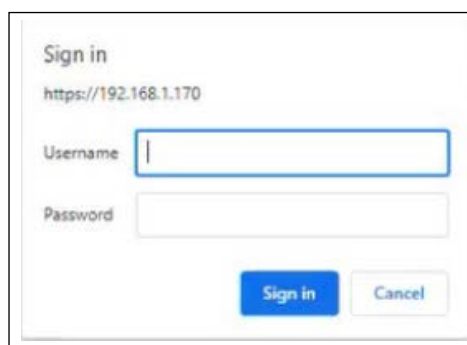 Sign in
https://192.168.1.170
Username
Password
Sign in Cancel